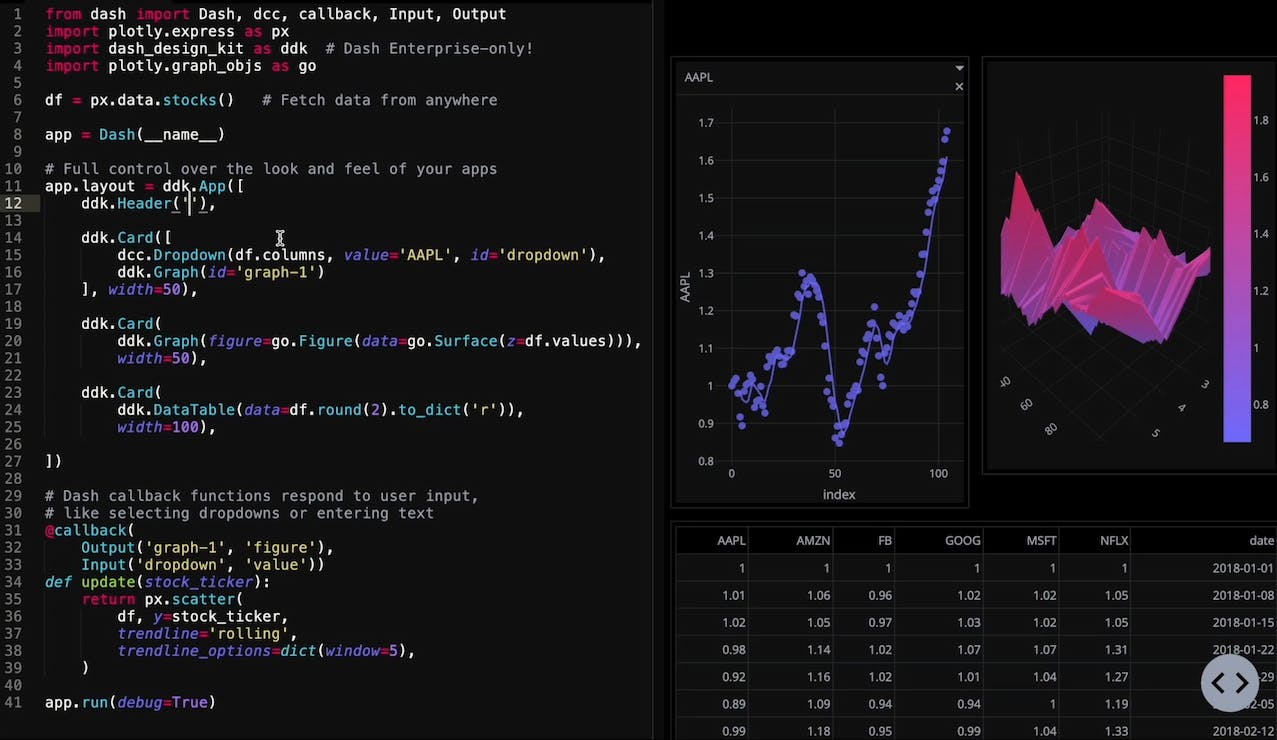 1 from dash import Dash, dcc, callback, Input, Output
2 import plotly.express as px
3 import dash_design_kit as ddk  # Dash Enterprise-only!
4 import plotly.graph_objs as go
5
6 df = px.data.stocks()   # Fetch data from anywhere
7
8 app = Dash(__name__)
9
10 # Full control over the look and feel of your apps
11 app.layout = ddk.App([
12     ddk.Header(''),
13
14     ddk.Card([
15         dcc.Dropdown(df.columns, value='AAPL', id='dropdown'),
16         ddk.Graph(id='graph-1')
17     ], width=50),
18
19     ddk.Card(
20         ddk.Graph(figure=go.Figure(data=go.Surface(z=df.values))),
21         width=50),
22
23     ddk.Card(
24         ddk.DataTable(data=df.round(2).to_dict('r')),
25         width=100),
26
27 ])
28
29 # Dash callback functions respond to user input,
30 # like selecting dropdowns or entering text
31 @callback(
32     Output('graph-1', 'figure'),
33     Input('dropdown', 'value'))
34 def update(stock_ticker):
35     return px.scatter(
36         df, y=stock_ticker,
37         trendline='rolling',
38         trendline_options=dict(window=5),
39     )
40
41 app.run(debug=True)
AAPL
1.7
1.6
1.5
1.4
1.3
1.2
1.1
1
0.9
0.8
AAPL
0 50 100
index
1.8
1.6
1.4
1.2
1
0.8
40
60
80
3
4
5
AAPL AMZN FB GOOG MSFT NFLX date
1 1 1 1 1 1 2018-01-01
1.01 1.06 0.96 1.02 1.02 1.05 2018-01-08
1.02 1.05 0.97 1.03 1.02 1.05 2018-01-15
0.98 1.14 1.02 1.07 1.07 1.31 2018-01-22
0.92 1.16 1.02 1.01 1.04 1.27 -29
0.89 1.09 0.94 0.94 1 1.19 2-05
0.99 1.18 0.95 0.99 1.04 1.33 2018-02-12